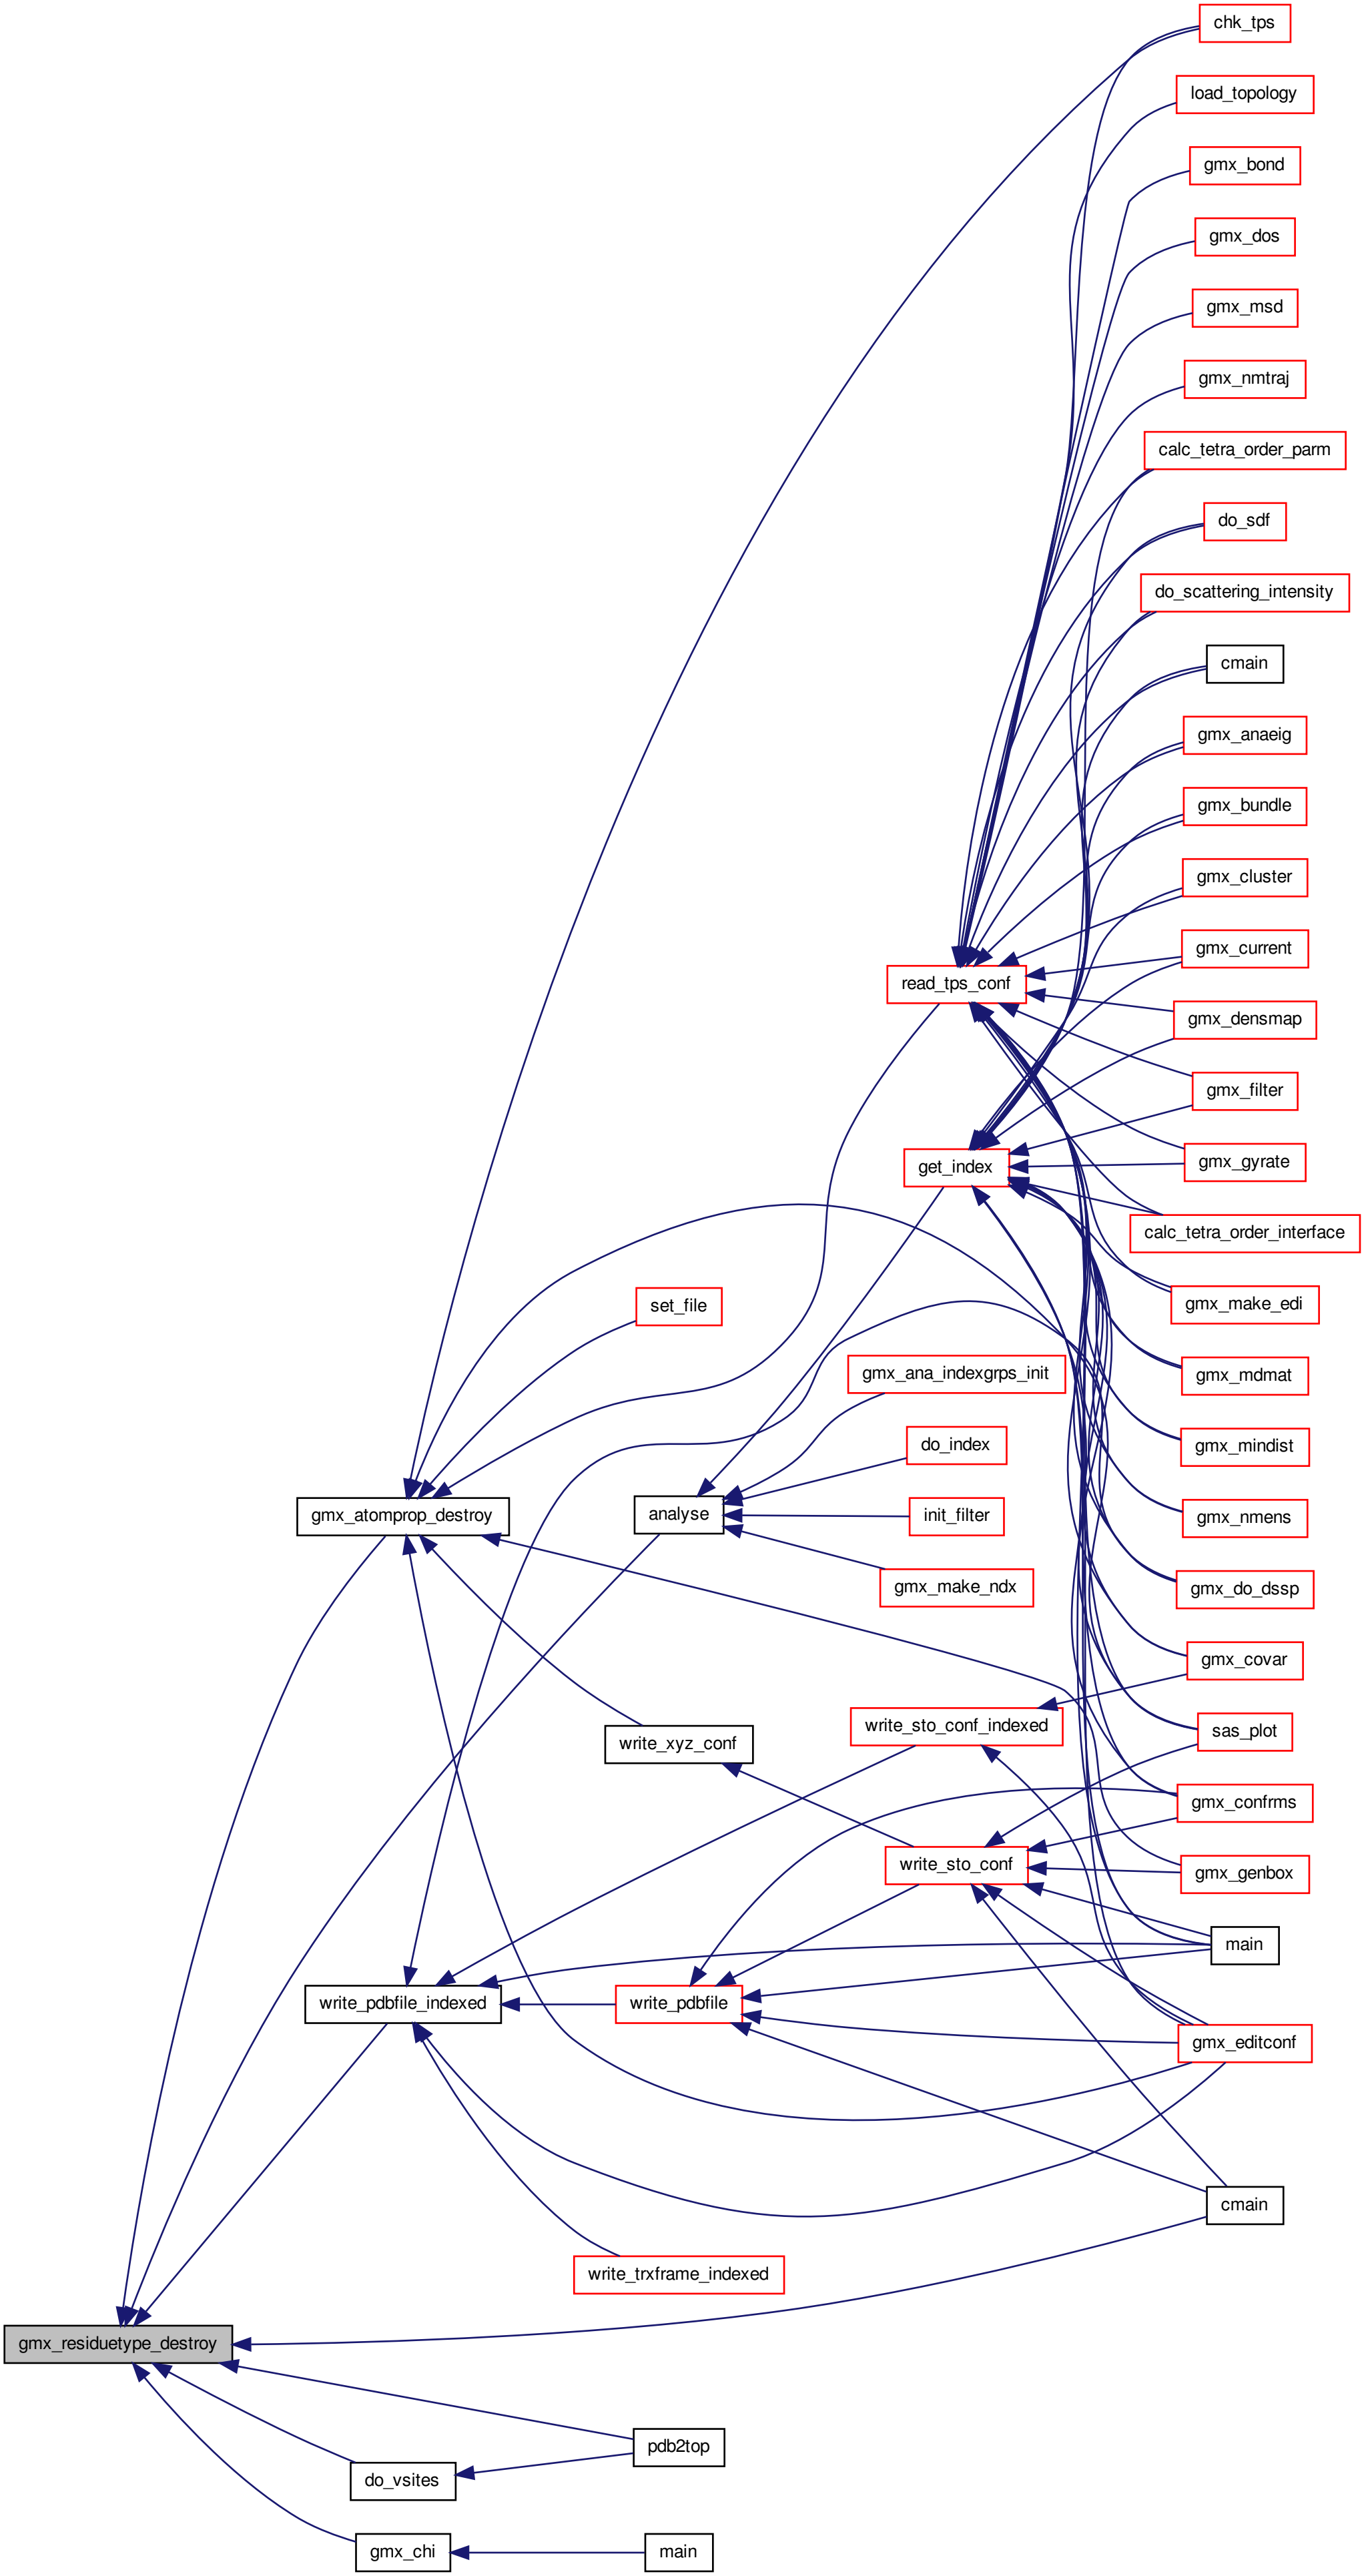 chk_tps
load_topology
gmx_bond
gmx_dos
gmx_msd
gmx_nmtraj
calc_tetra_order_parm
do_sdf
do_scattering_intensity
cmain
gmx_anaeig
gmx_bundle
gmx_cluster
gmx_current
read_tps_conf
gmx_densmap
gmx_filter
gmx_gyrate
get_index
calc_tetra_order_interface
gmx_make_edi
set_file
gmx_mdmat
gmx_ana_indexgrps_init
gmx_mindist
do_index
gmx_nmens
gmx_atomprop_destroy
analyse
init_filter
gmx_do_dssp
gmx_make_ndx
gmx_covar
write_sto_conf_indexed
sas_plot
write_xyz_conf
gmx_confrms
write_sto_conf
gmx_genbox
main
write_pdbfile_indexed
write_pdbfile
gmx_editconf
cmain
write_trxframe_indexed
gmx_residuetype_destroy
pdb2top
do_vsites
gmx_chi
main